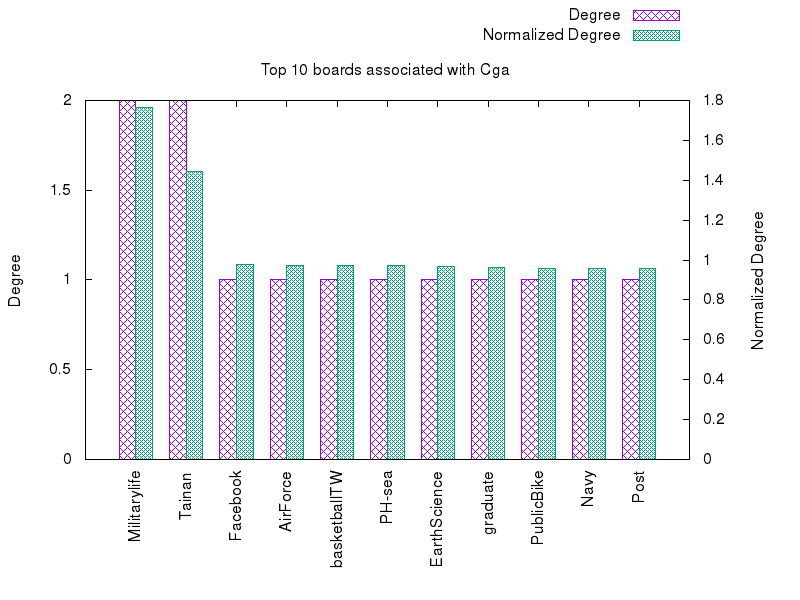 Degree
Normalized Degree
Top 10 boards associated with Cga
2
1.5
1
0.5
0
1.8
1.6
1.4
1.2
1
0.8
0.6
0.4
0.2
0
Degree
Normalized Degree
Militarylife
Tainan
Facebook
AirForce
basketballTW
PH-sea
EarthScience
graduate
PublicBike
Navy
Post